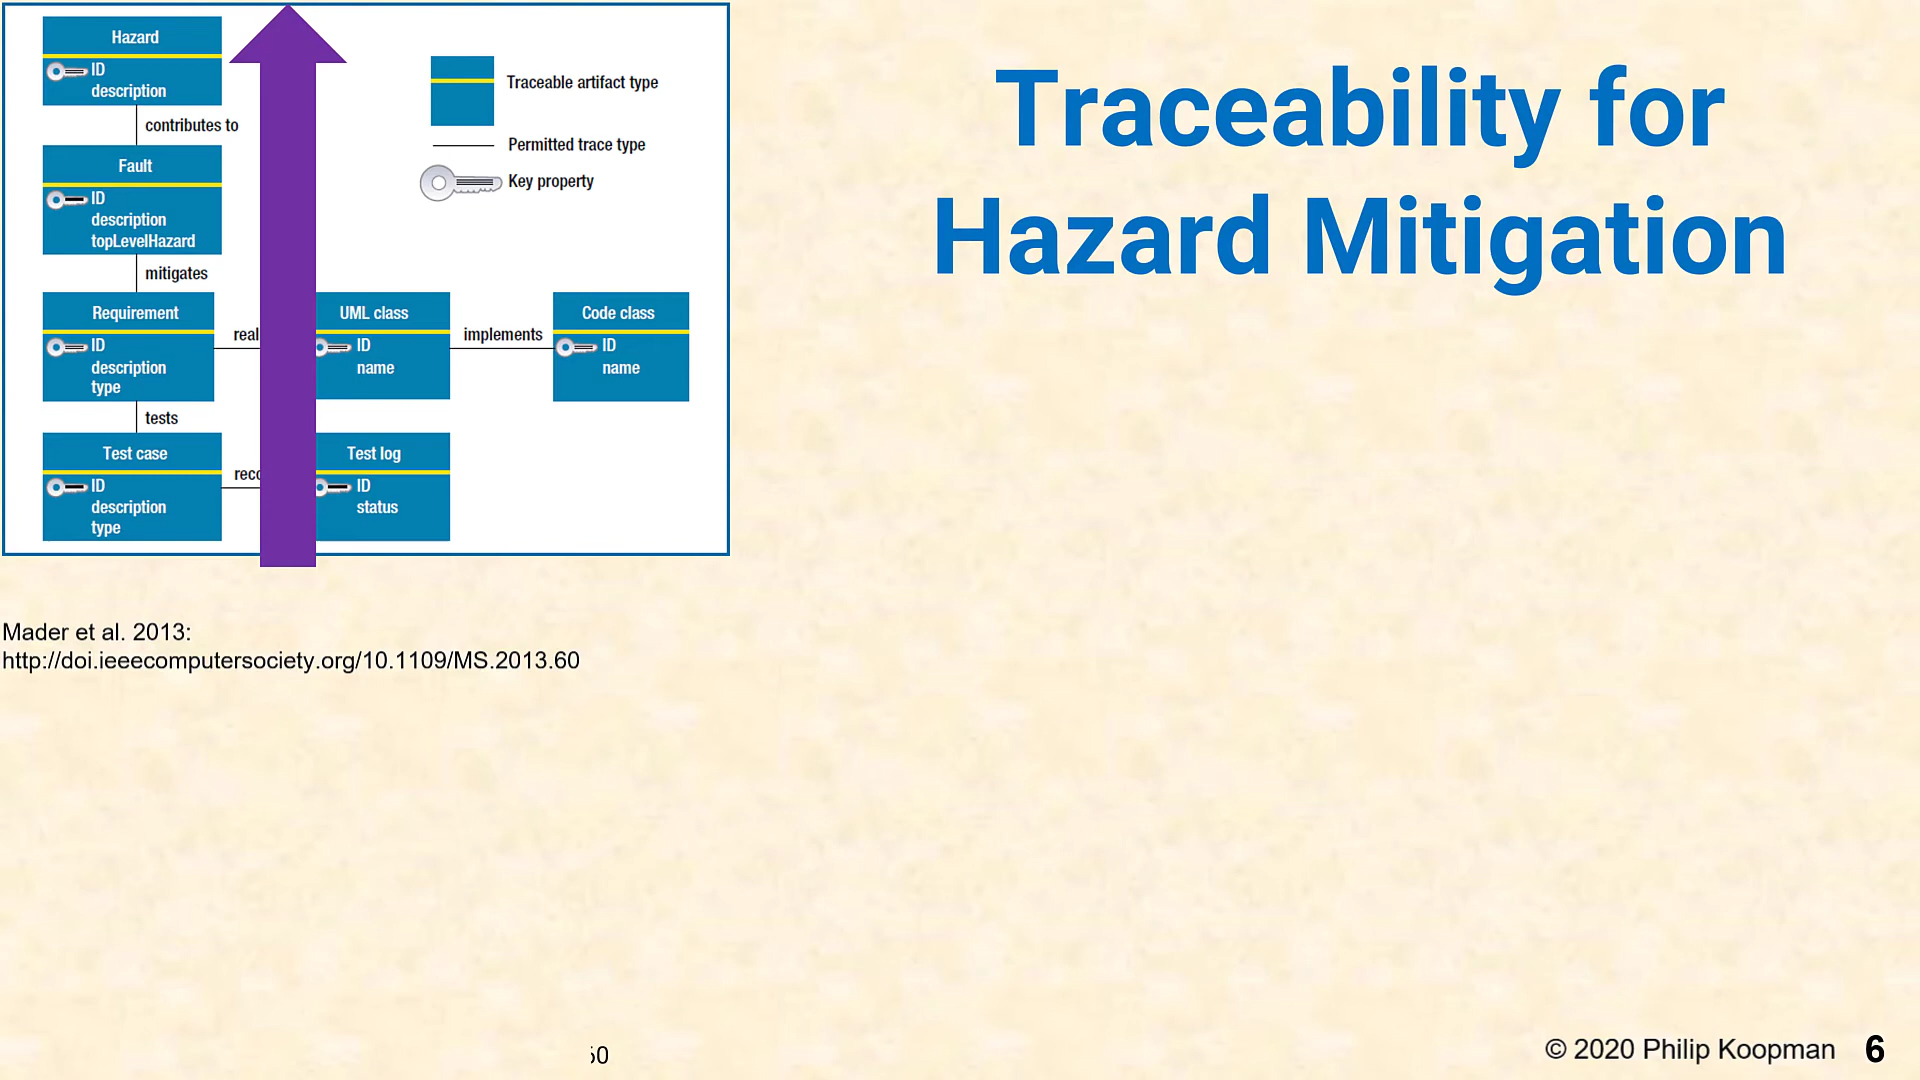 Hazard
ID
description
contributes to
Fault
ID
description
topLevelHazard
mitigates
Requirement
ID
description
type
tests
Test case
ID
description
type
Traceable artifact type
Permitted trace type
Key property
UML class
ID
name
implements
Code class
ID
name
Test log
ID
status
Traceability for
Hazard Mitigation
Mader et al. 2013:
http://doi.ieeecomputersociety.org/10.1109/MS.2013.60
© 2020 Philip Koopman 6